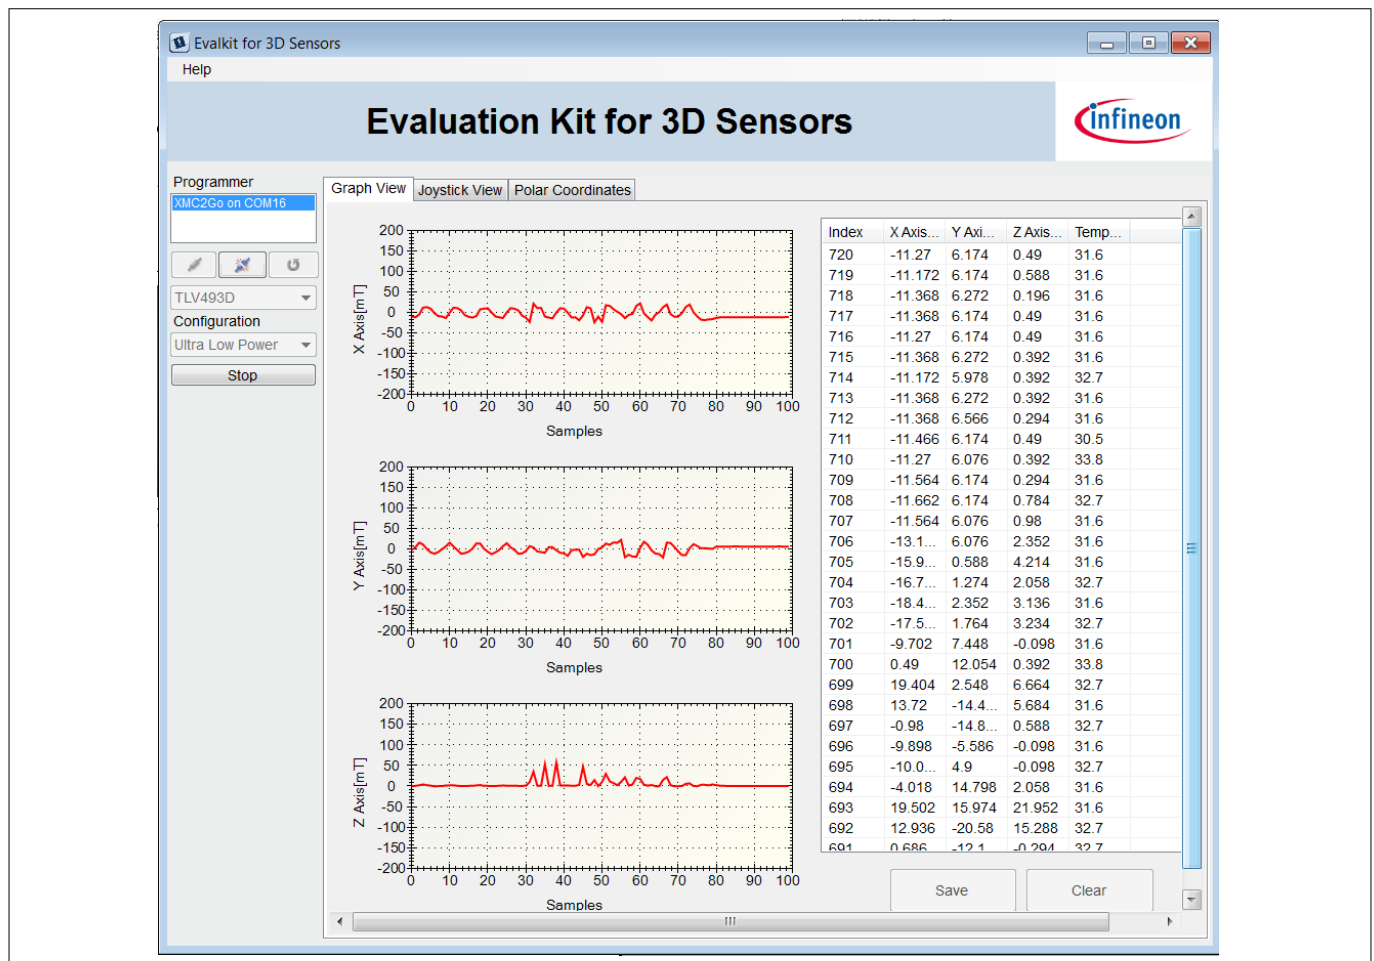 Evalkit for 3D Sensors
Help
Evaluation Kit for 3D Sensors
infineon
Programmer
XMC2Go on COM16
TLV493D
Configuration
Ultra Low Power
Stop
Graph View Joystick View Polar Coordinates
X Axis[mT]
200
150
100
50
0
-50
-100
-150
-200
0 10 20 30 40 50 60 70 80 90 100
Samples
Y Axis[mT]
200
150
100
50
0
-50
-100
-150
-200
0 10 20 30 40 50 60 70 80 90 100
Samples
Z Axis[mT]
200
150
100
50
0
-50
-100
-150
-200
0 10 20 30 40 50 60 70 80 90 100
Samples
Index X Axis... Y Axi... Z Axis... Temp...
720 -11.27 6.174 0.49 31.6
719 -11.172 6.174 0.588 31.6
718 -11.368 6.272 0.196 31.6
717 -11.368 6.174 0.49 31.6
716 -11.27 6.174 0.49 31.6
715 -11.368 6.272 0.392 31.6
714 -11.172 5.978 0.392 32.7
713 -11.368 6.272 0.392 31.6
712 -11.368 6.566 0.294 31.6
711 -11.466 6.174 0.49 30.5
710 -11.27 6.076 0.392 33.8
709 -11.564 6.174 0.294 31.6
708 -11.662 6.174 0.784 32.7
707 -11.564 6.076 0.98 31.6
706 -13.1... 6.076 2.352 31.6
705 -15.9... 0.588 4.214 31.6
704 -16.7... 1.274 2.058 32.7
703 -18.4... 2.352 3.136 31.6
702 -17.5... 1.764 3.234 32.7
701 -9.702 7.448 -0.098 31.6
700 0.49 12.054 0.392 33.8
699 19.404 2.548 6.664 32.7
698 13.72 -14.4... 5.684 31.6
697 -0.98 -14.8... 0.588 32.7
696 -9.898 -5.586 -0.098 31.6
695 -10.0... 4.9 -0.098 32.7
694 -4.018 14.798 2.058 31.6
693 19.502 15.974 21.952 31.6
692 12.936 -20.58 15.288 32.7
691 0.686 -12.1... -0.294 32.7
Save Clear